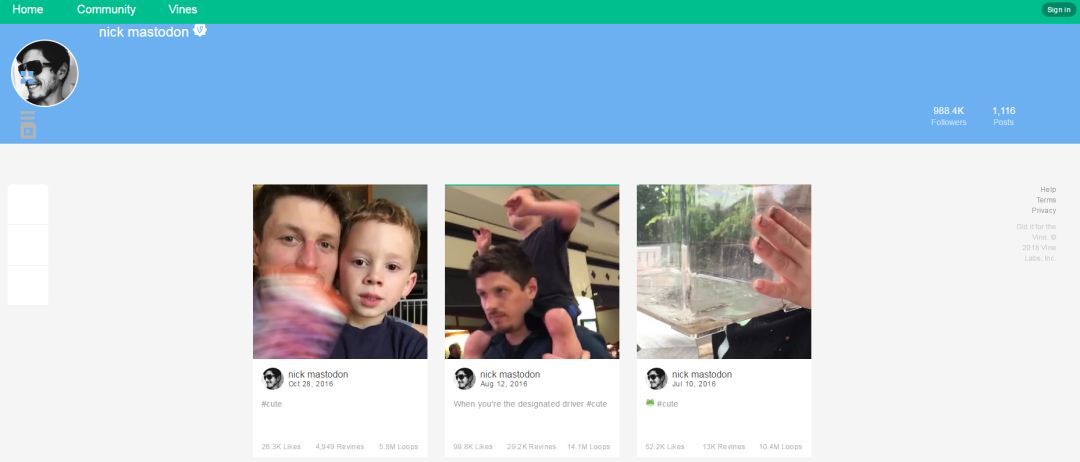 Home Community Vines Sign in
nick mastodon
988.4K 1,116
Followers Posts
Help
Terms
Privacy
Did it for the
Vine. ©
2016 Vine
Labs, Inc.
nick mastodon
Oct 28, 2016
#cute
26.3K Likes 4,949 Revines 5.8M Loops
nick mastodon
Aug 12, 2016
When you're the designated driver #cute
99.8K Likes 29.2K Revines 14.1M Loops
nick mastodon
Jul 10, 2016
🐸 #cute
52.2K Likes 13K Revines 10.4M Loops